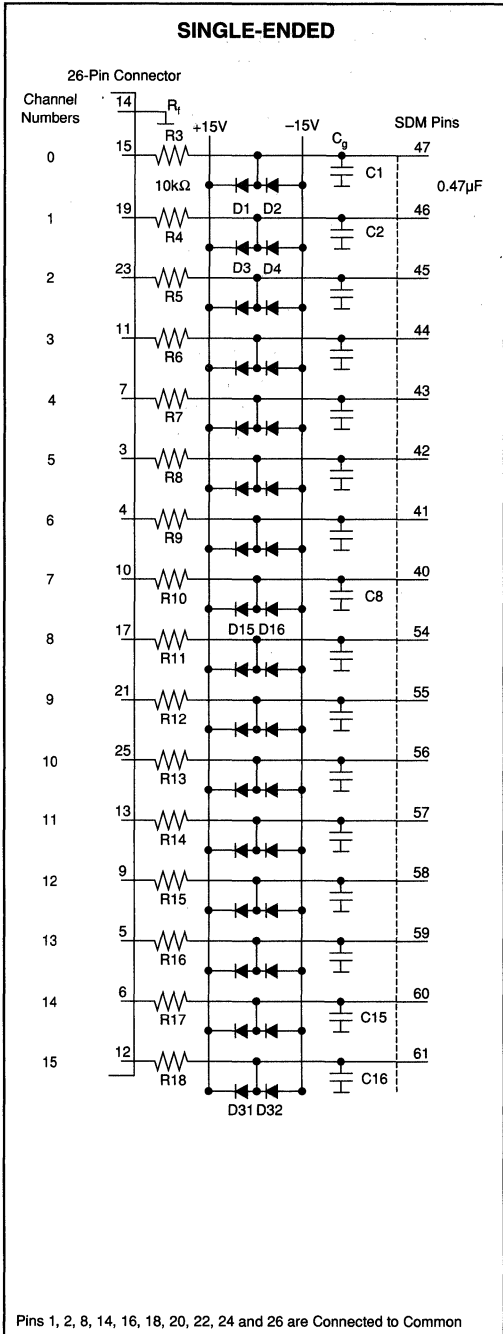 SINGLE-ENDED
26-Pin Connector
Channel Numbers
14 Rf
+15V -15V Cg SDM Pins
0 15 R3 10kΩ D1 D2 C1 47 0.47µF
1 19 R4 D3 D4 C2 46
2 23 R5 45
3 11 R6 44
4 7 R7 43
5 3 R8 42
6 4 R9 41
7 10 R10 D15 D16 C8 40
8 17 R11 54
9 21 R12 55
10 25 R13 56
11 13 R14 57
12 9 R15 58
13 5 R16 59
14 6 R17 C15 60
15 12 R18 D31 D32 C16 61
Pins 1, 2, 8, 14, 16, 18, 20, 22, 24 and 26 are Connected to Common